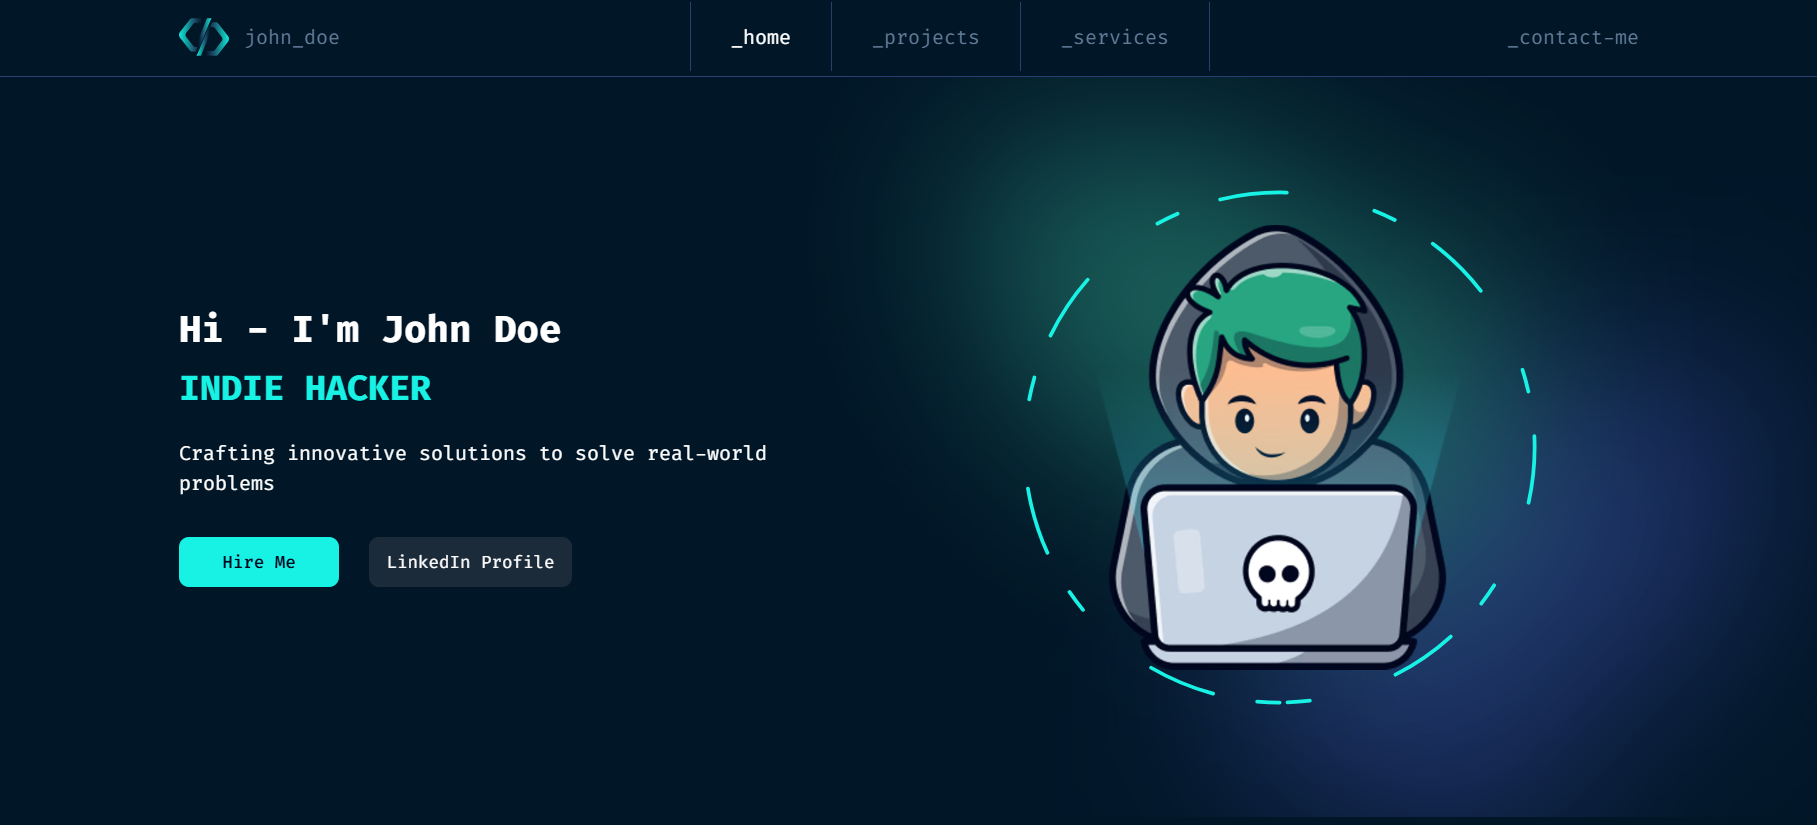 john_doe
_home
_projects
_services
_contact-me
Hi - I'm John Doe
INDIE HACKER
Crafting innovative solutions to solve real-world
problems
Hire Me
LinkedIn Profile